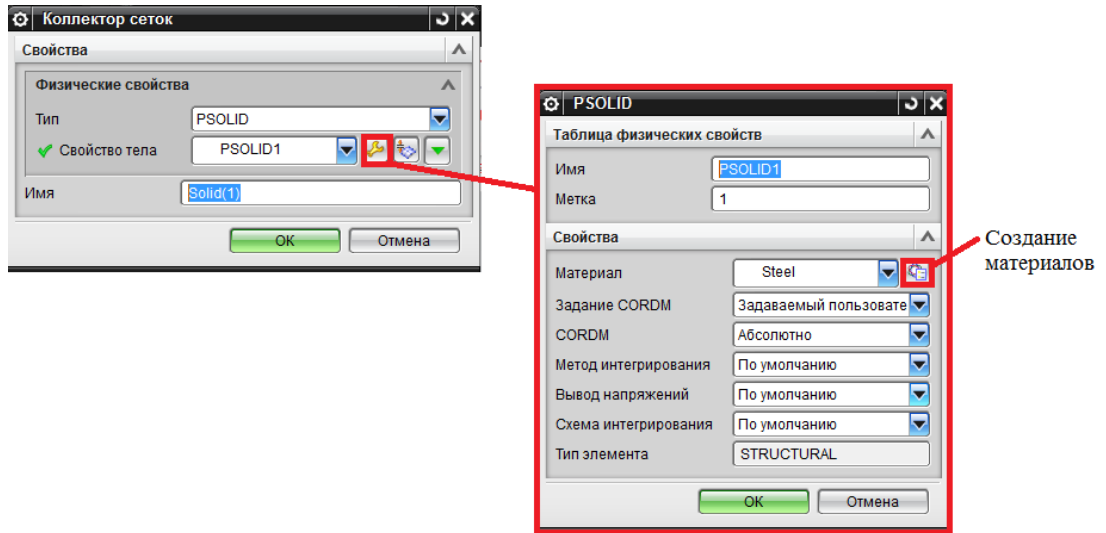 Коллектор сеток
Свойства
Физические свойства
Тип PSOLID
Свойство тела PSOLID1
Имя Solid(1)
ОК Отмена
PSOLID
Таблица физических свойств
Имя PSOLID1
Метка 1
Свойства
Материал Steel
Задание CORDM Задаваемый пользовате
CORDM Абсолютно
Метод интегрирования По умолчанию
Вывод напряжений По умолчанию
Схема интегрирования По умолчанию
Тип элемента STRUCTURAL
ОК Отмена
Создание
материалов